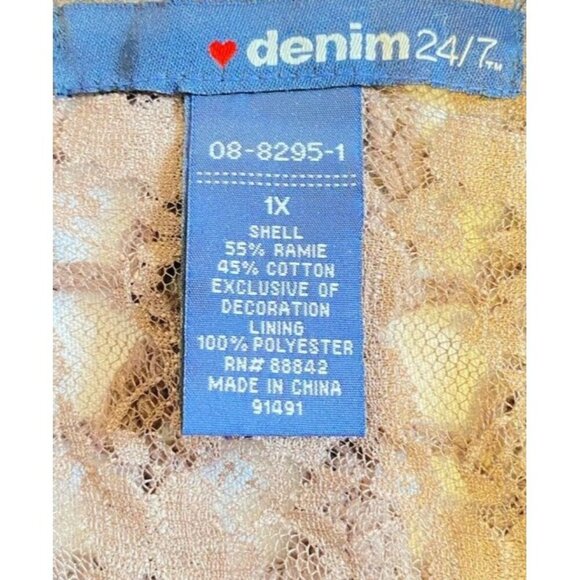 denim24/7™
08-8295-1
1X
SHELL
55% RAMIE
45% COTTON
EXCLUSIVE OF
DECORATION
LINING
100% POLYESTER
RN# 88842
MADE IN CHINA
91491